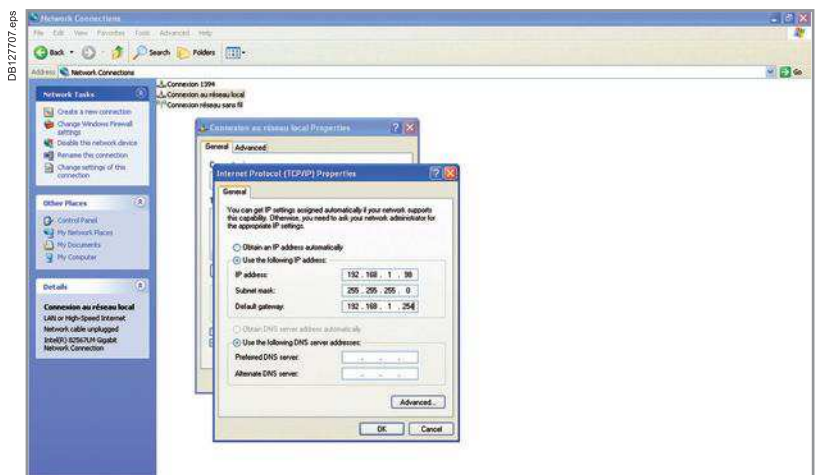 DB127707.eps
Network Connections
File Edit View Favorites Tools Advanced Help
Back Search Folders
Address Network Connections Go
Network Tasks
Create a new connection
Change Windows Firewall
settings
Disable this network device
Rename this connection
Change settings of this
connection
Other Places
Control Panel
My Network Places
My Documents
My Computer
Details
Connexion au réseau local
LAN or High-Speed Internet
Network cable unplugged
Intel(R) 82567LM Gigabit
Network Connection
Connexion 1394
Connexion au réseau local
Connexion réseau sans fil
Connexion au réseau local Properties
General Advanced
Internet Protocol (TCP/IP) Properties
General
You can get IP settings assigned automatically if your network supports
this capability. Otherwise, you need to ask your network administrator for
the appropriate IP settings.
Obtain an IP address automatically
Use the following IP address:
IP address: 192 . 168 . 1 . 98
Subnet mask: 255 . 255 . 255 . 0
Default gateway: 192 . 168 . 1 . 254
Obtain DNS server address automatically
Use the following DNS server addresses:
Preferred DNS server:
Alternate DNS server:
Advanced...
OK Cancel